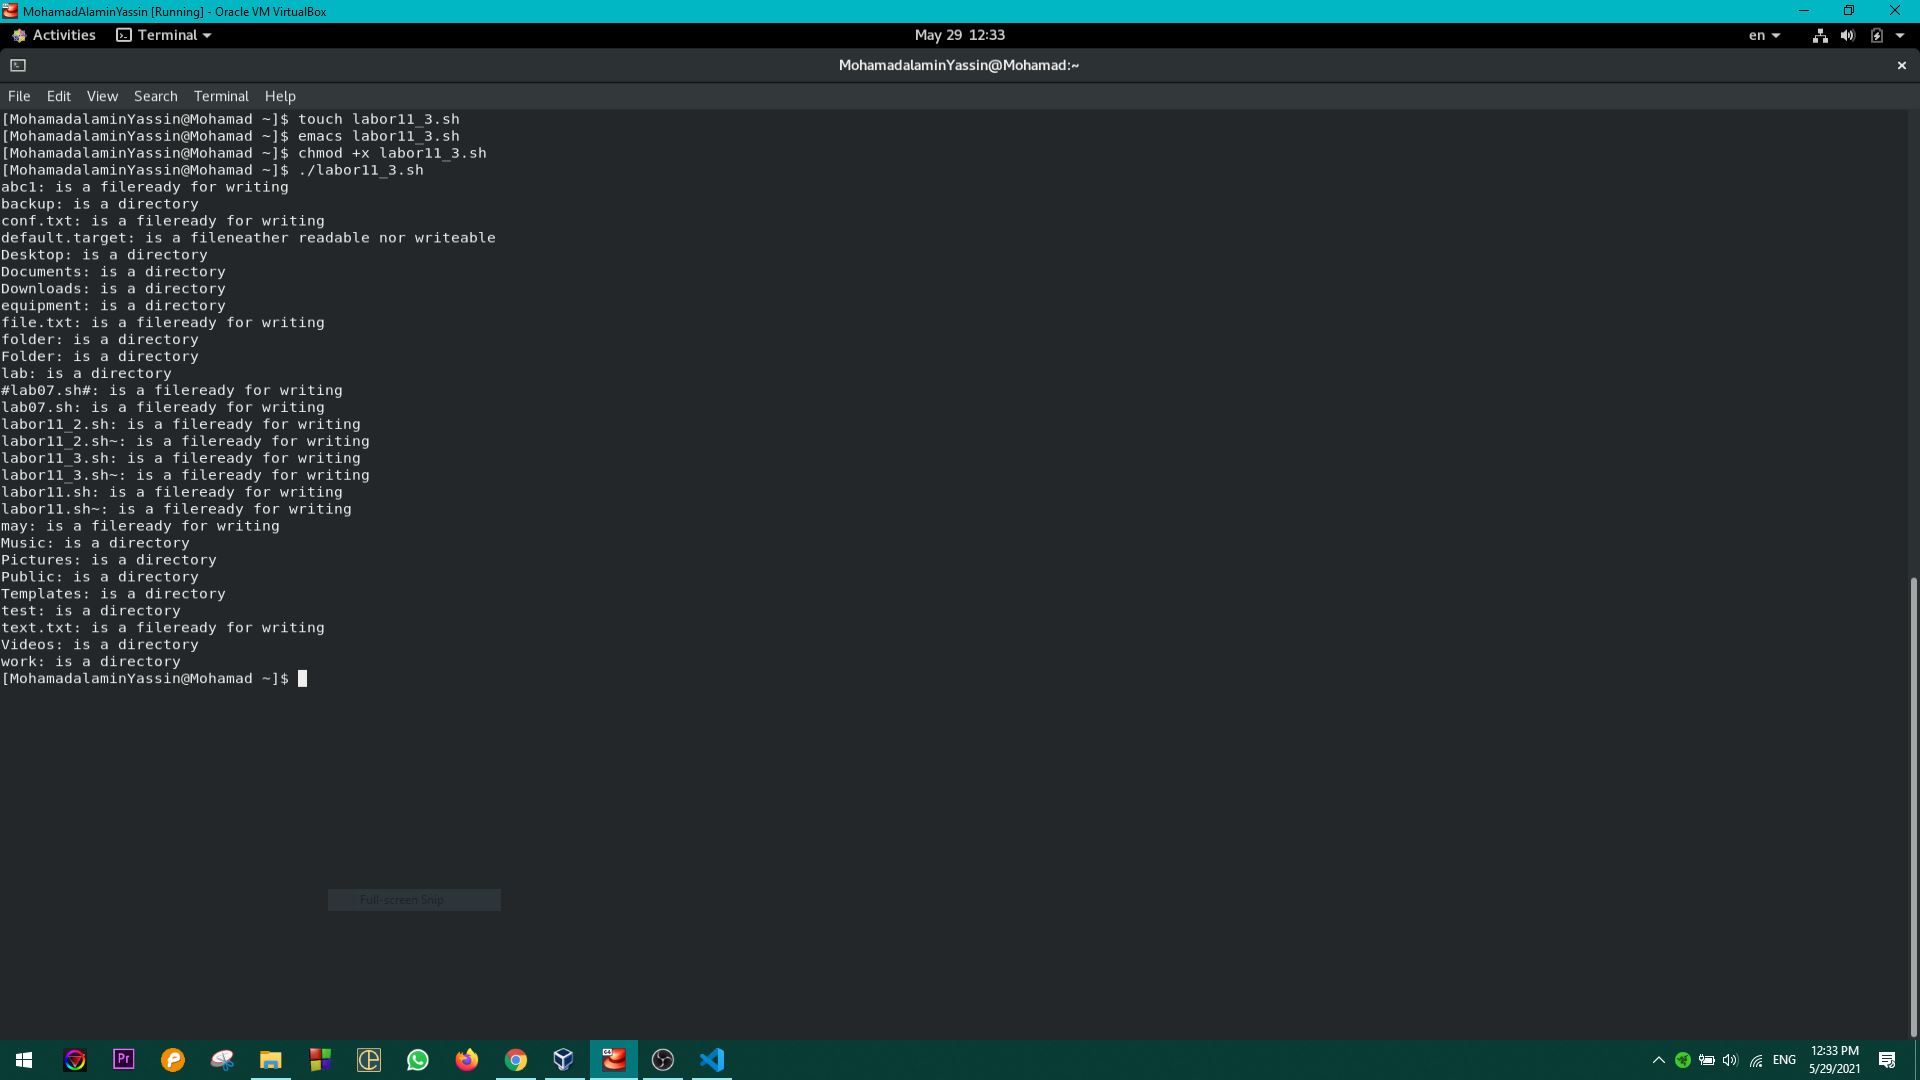 MohamadAlaminYassin [Running] - Oracle VM VirtualBox
Activities Terminal May 29 12:33 en
MohamadalaminYassin@Mohamad:~
File Edit View Search Terminal Help
[MohamadalaminYassin@Mohamad ~]$ touch labor11_3.sh
[MohamadalaminYassin@Mohamad ~]$ emacs labor11_3.sh
[MohamadalaminYassin@Mohamad ~]$ chmod +x labor11_3.sh
[MohamadalaminYassin@Mohamad ~]$ ./labor11_3.sh
abc1: is a fileready for writing
backup: is a directory
conf.txt: is a fileready for writing
default.target: is a fileneather readable nor writeable
Desktop: is a directory
Documents: is a directory
Downloads: is a directory
equipment: is a directory
file.txt: is a fileready for writing
folder: is a directory
Folder: is a directory
lab: is a directory
#lab07.sh#: is a fileready for writing
lab07.sh: is a fileready for writing
labor11_2.sh: is a fileready for writing
labor11_2.sh~: is a fileready for writing
labor11_3.sh: is a fileready for writing
labor11_3.sh~: is a fileready for writing
labor11.sh: is a fileready for writing
labor11.sh~: is a fileready for writing
may: is a fileready for writing
Music: is a directory
Pictures: is a directory
Public: is a directory
Templates: is a directory
test: is a directory
text.txt: is a fileready for writing
Videos: is a directory
work: is a directory
[MohamadalaminYassin@Mohamad ~]$
Full-screen Snip
Pr
ENG
12:33 PM
5/29/2021